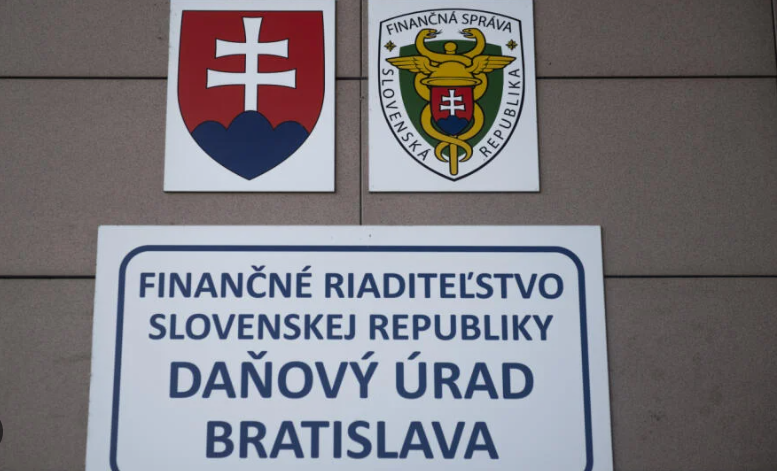 FINANČNÁ SPRÁVA
SLOVENSKÁ REPUBLIKA
FINANČNÉ RIADITEĽSTVO
SLOVENSKEJ REPUBLIKY
DAŇOVÝ ÚRAD
BRATISLAVA